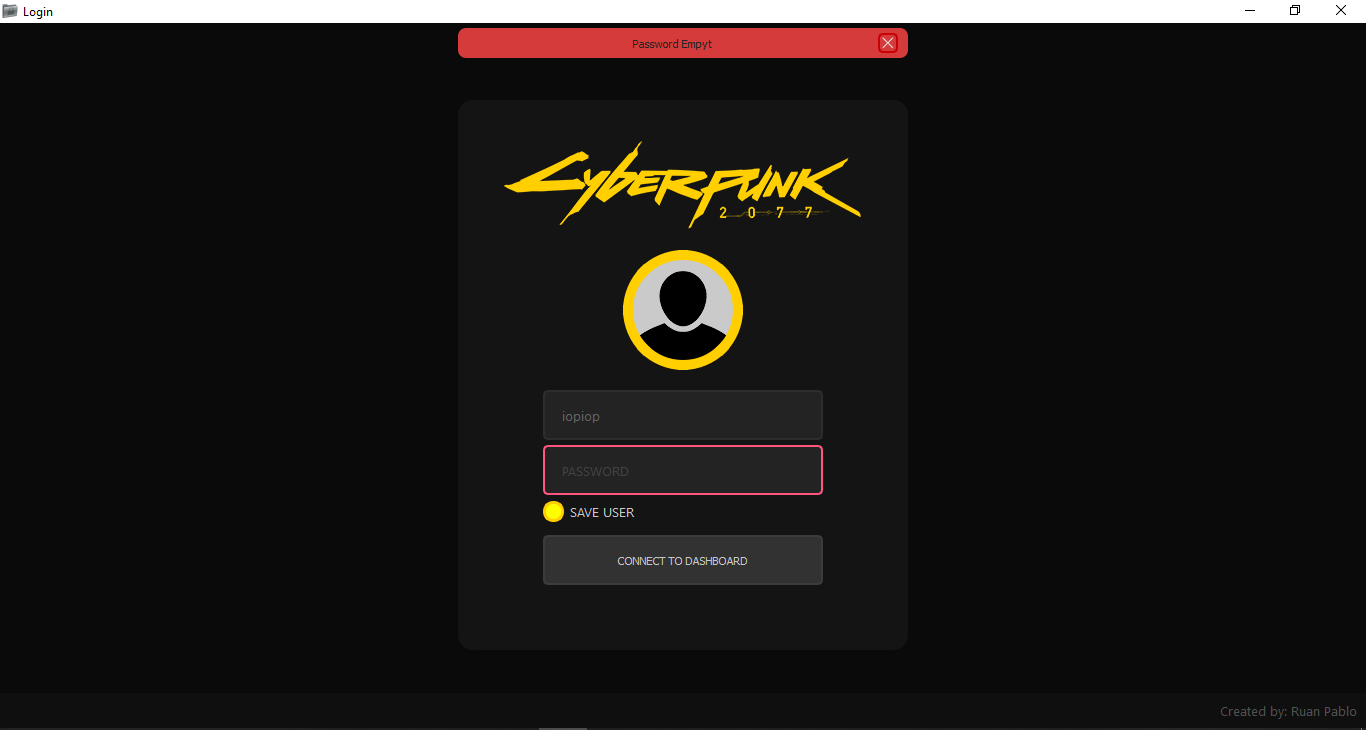 Login
Password Empyt
CYBERPUNK
2077
iopiop
PASSWORD
SAVE USER
CONNECT TO DASHBOARD
Created by: Ruan Pablo